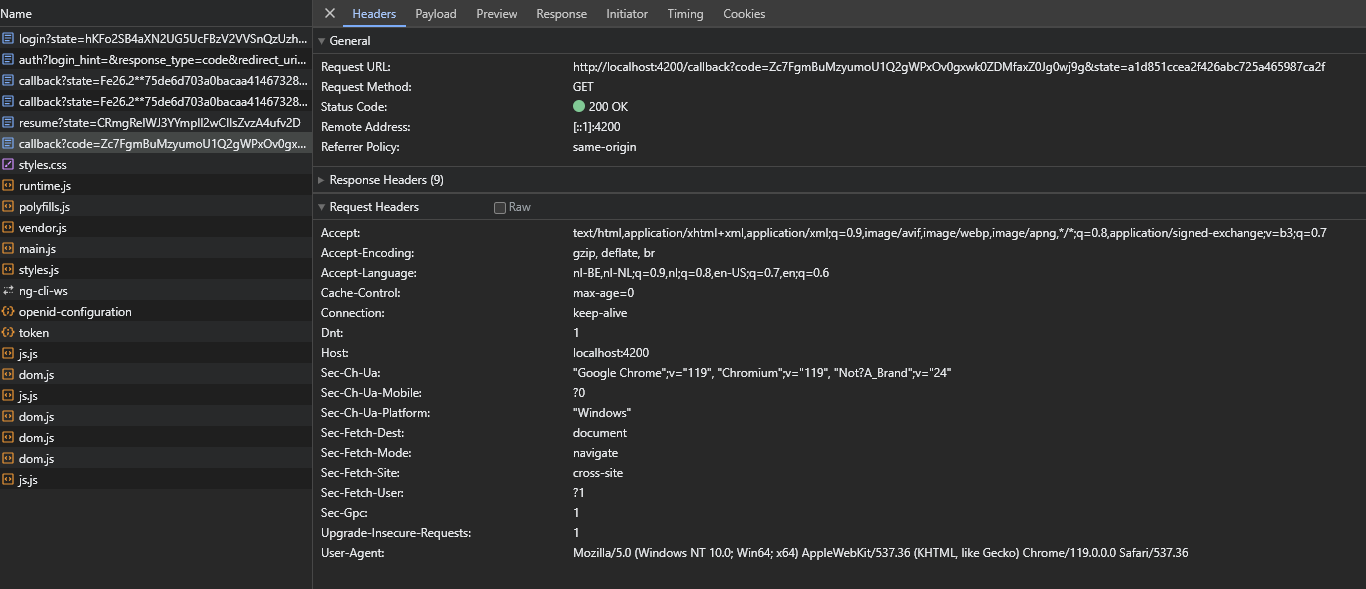 Name
login?state=hKFo2SB4aXN2UG5UcFBzV2VVSnQzUzh...
auth?login_hint=&response_type=code&redirect_uri...
callback?state=Fe26.2**75de6d703a0bacaa41467328...
callback?state=Fe26.2**75de6d703a0bacaa41467328...
resume?state=CRmgRelWJ3YYmpll2wCllsZvzA4ufv2D
callback?code=Zc7FgmBuMzyumoU1Q2gWPxOv0gx...
styles.css
runtime.js
polyfills.js
vendor.js
main.js
styles.js
ng-cli-ws
openid-configuration
token
js.js
dom.js
js.js
dom.js
dom.js
dom.js
js.js
Headers Payload Preview Response Initiator Timing Cookies
General
Request URL: http://localhost:4200/callback?code=Zc7FgmBuMzyumoU1Q2gWPxOv0gxwk0ZDMfaxZ0Jg0wj9g&state=a1d851ccea2f426abc725a465987ca2f
Request Method: GET
Status Code: 200 OK
Remote Address: [::1]:4200
Referrer Policy: same-origin
Response Headers (9)
Request Headers Raw
Accept: text/html,application/xhtml+xml,application/xml;q=0.9,image/avif,image/webp,image/apng,*/*;q=0.8,application/signed-exchange;v=b3;q=0.7
Accept-Encoding: gzip, deflate, br
Accept-Language: nl-BE,nl-NL;q=0.9,nl;q=0.8,en-US;q=0.7,en;q=0.6
Cache-Control: max-age=0
Connection: keep-alive
Dnt: 1
Host: localhost:4200
Sec-Ch-Ua: "Google Chrome";v="119", "Chromium";v="119", "Not?A_Brand";v="24"
Sec-Ch-Ua-Mobile: ?0
Sec-Ch-Ua-Platform: "Windows"
Sec-Fetch-Dest: document
Sec-Fetch-Mode: navigate
Sec-Fetch-Site: cross-site
Sec-Fetch-User: ?1
Sec-Gpc: 1
Upgrade-Insecure-Requests: 1
User-Agent: Mozilla/5.0 (Windows NT 10.0; Win64; x64) AppleWebKit/537.36 (KHTML, like Gecko) Chrome/119.0.0.0 Safari/537.36